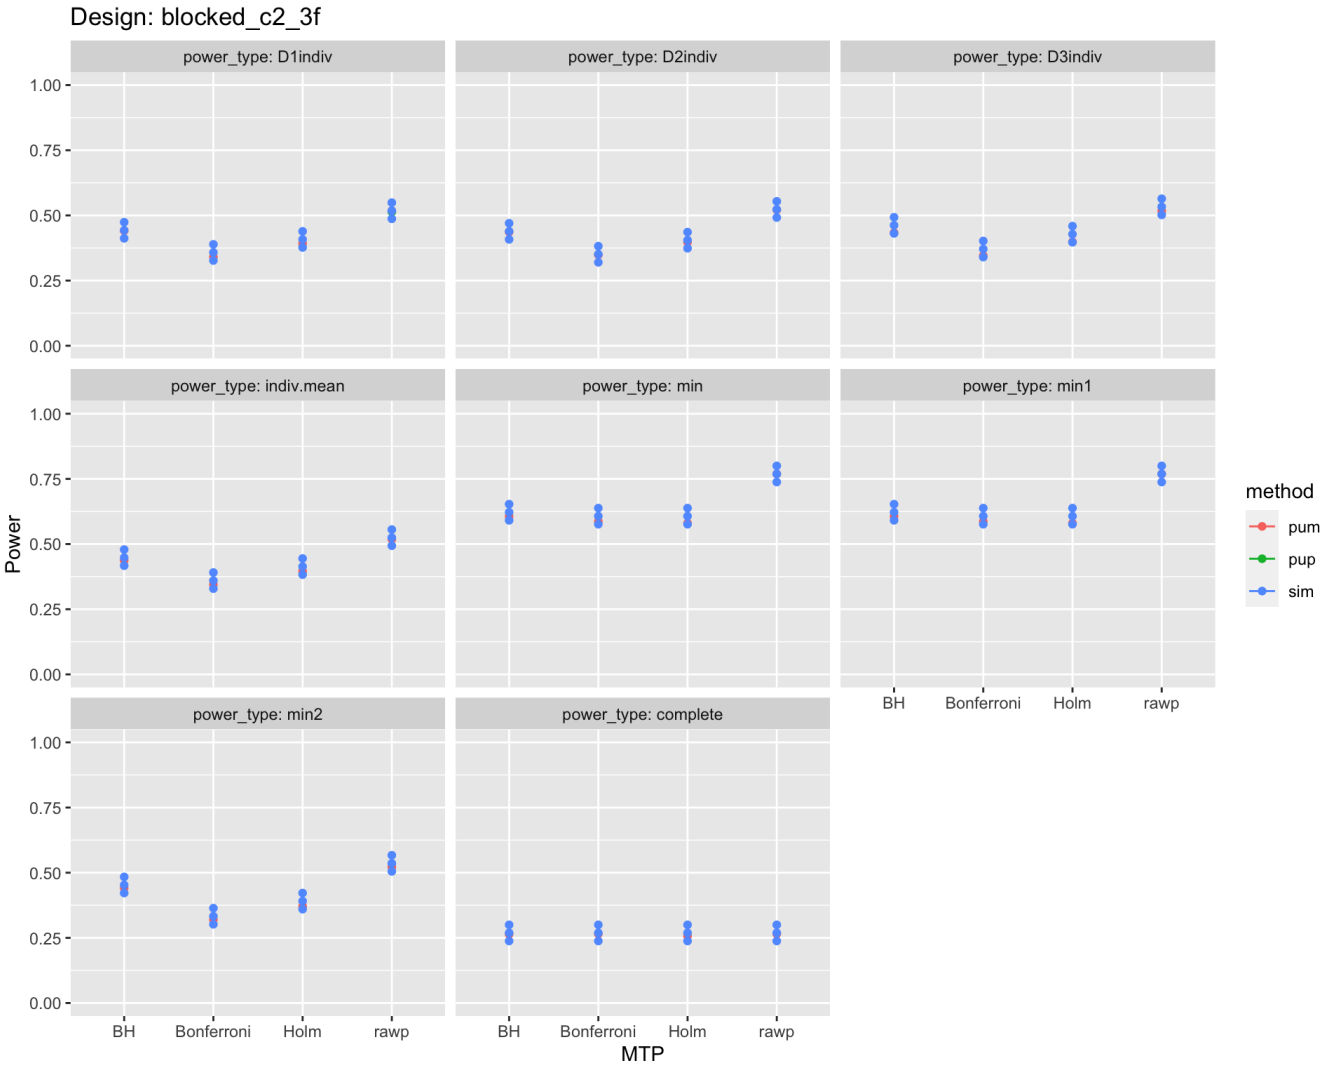 Design: blocked_c2_3f
power_type: D1indiv
power_type: D2indiv
power_type: D3indiv
1.00
0.75
0.50
0.25
0.00
power_type: indiv.mean
power_type: min
power_type: min1
1.00
0.75
0.50
0.25
0.00
BH Bonferroni Holm rawp
power_type: min2
power_type: complete
1.00
0.75
0.50
0.25
0.00
BH Bonferroni Holm rawp
BH Bonferroni Holm rawp
MTP
Power
method
pum
pup
sim